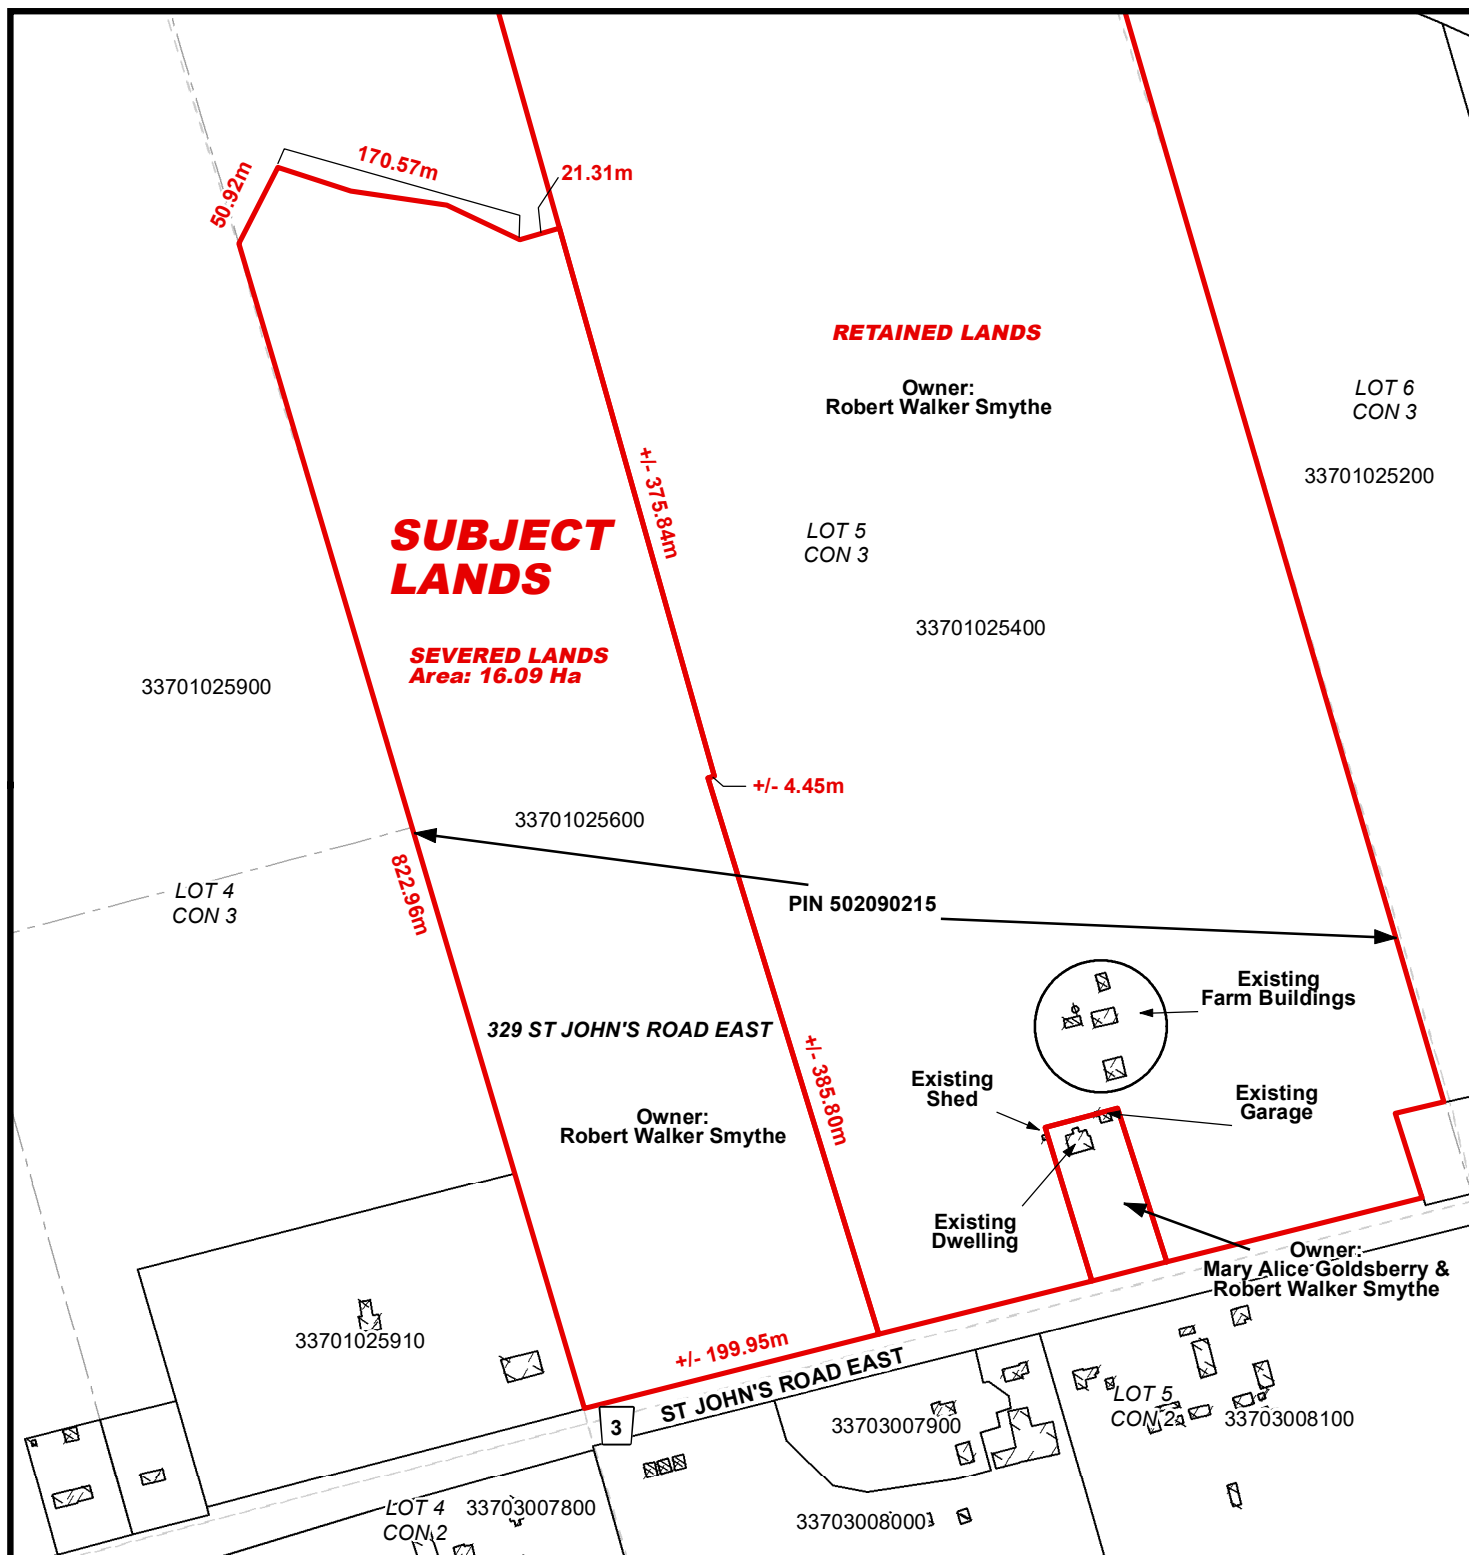 170.57m
21.31m
50.92m
RETAINED LANDS
Owner:
Robert Walker Smythe
LOT 6
CON 3
33701025200
+/- 375.84m
SUBJECT
LANDS
LOT 5
CON 3
33701025400
SEVERED LANDS
Area: 16.09 Ha
33701025900
+/- 4.45m
33701025600
822.96m
LOT 4
CON 3
PIN 502090215
Existing
Farm Buildings
329 ST JOHN'S ROAD EAST
+/- 385.80m
Existing
Shed
Existing
Garage
Owner:
Robert Walker Smythe
Existing
Dwelling
Owner:
Mary Alice Goldsberry &
Robert Walker Smythe
33701025910
+/- 199.95m
ST JOHN'S ROAD EAST
3
LOT 5
CON 2
33703007900
33703008100
LOT 4
CON 2
33703007800
33703008000